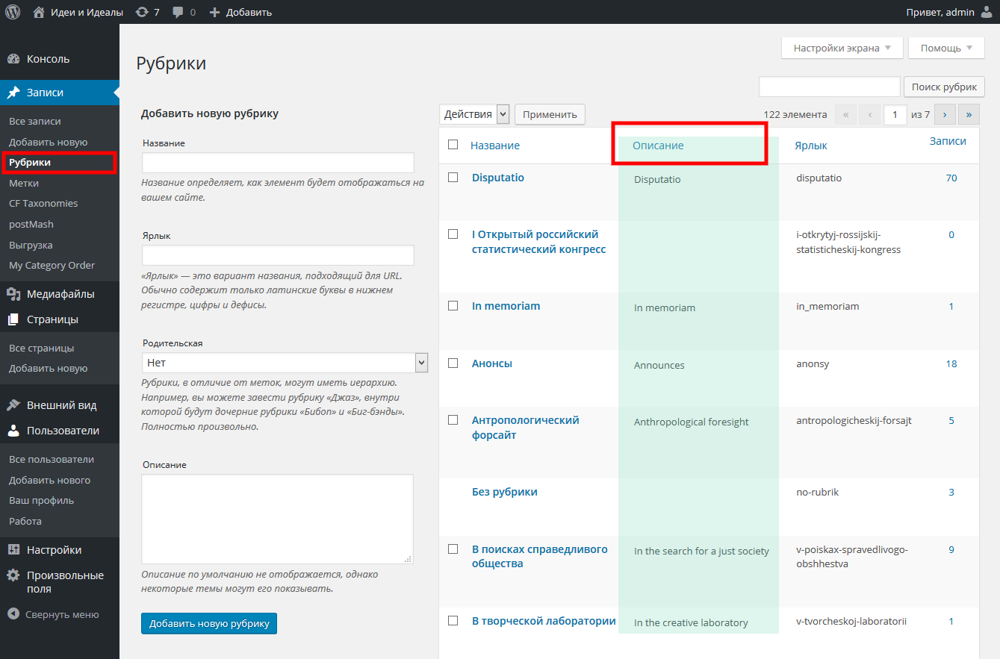 Идеи и Идеалы 7 0 Добавить Привет, admin
Консоль
Записи
Все записи
Добавить новую
Рубрики
Метки
CF Taxonomies
postMash
Выгрузка
My Category Order
Медиафайлы
Страницы
Все страницы
Добавить новую
Внешний вид
Пользователи
Все пользователи
Добавить нового
Ваш профиль
Работа
Настройки
Произвольные
поля
Свернуть меню
Настройки экрана Помощь
Рубрики
Поиск рубрик
Добавить новую рубрику
Название
Название определяет, как элемент будет отображаться на
вашем сайте.
Ярлык
«Ярлык» — это вариант названия, подходящий для URL.
Обычно содержит только латинские буквы в нижнем
регистре, цифры и дефисы.
Родительская
Нет
Рубрики, в отличие от меток, могут иметь иерархию.
Например, вы можете завести рубрику «Джаз», внутри
которой будут дочерние рубрики «Бибоп» и «Биг-бэнды».
Полностью произвольно.
Описание
Описание по умолчанию не отображается, однако
некоторые темы могут его показывать.
Добавить новую рубрику
Действия Применить 122 элемента « ‹ 1 из 7 › »
Название Описание Ярлык Записи
Disputatio Disputatio disputatio 70
I Открытый российский i-otkrytyj-rossijskij- 0
статистический конгресс statisticheskij-kongress
In memoriam In memoriam in_memoriam 1
Анонсы Announces anonsy 18
Антропологический Anthropological foresight antropologicheskij-forsajt 5
форсайт
Без рубрики no-rubrik 3
В поисках справедливого In the search for a just society v-poiskax-spravedlivogo- 9
общества obshhestva
В творческой лаборатории In the creative laboratory v-tvorcheskoj-laboratorii 1